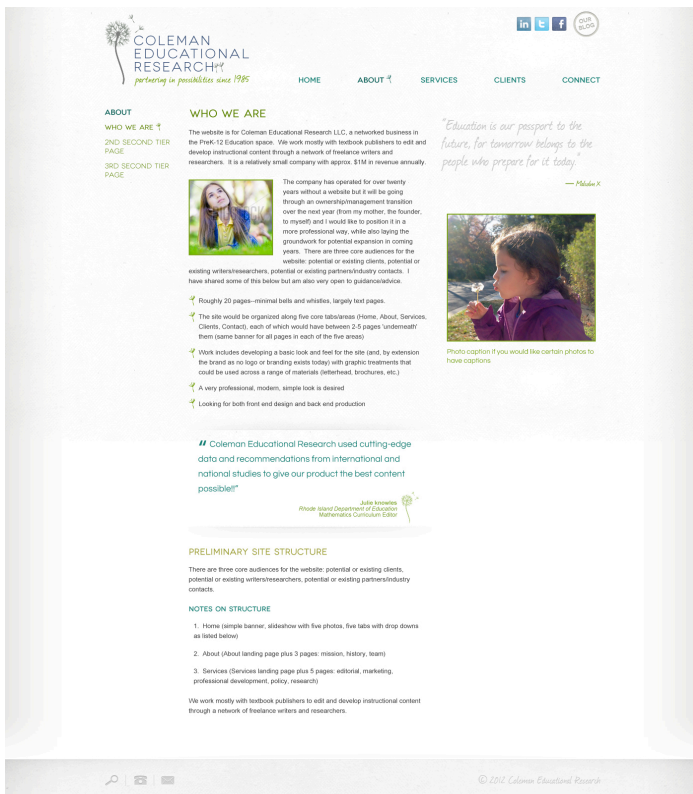 COLEMAN
EDUCATIONAL
RESEARCH
partnering in possibilities since 1985
in t f
OUR
BLOG
HOME ABOUT SERVICES CLIENTS CONNECT
ABOUT
WHO WE ARE
2ND SECOND TIER
PAGE
3RD SECOND TIER
PAGE
WHO WE ARE
The website is for Coleman Educational Research LLC, a networked business in
the PreK-12 Education space. We work mostly with textbook publishers to edit and
develop instructional content through a network of freelance writers and
researchers. It is a relatively small company with approx. $1M in revenue annually.
The company has operated for over twenty
years without a website but it will be going
through an ownership/management transition
over the next year (from my mother, the founder,
to myself) and I would like to position it in a
more professional way, while also laying the
groundwork for potential expansion in coming
years. There are three core audiences for the
website: potential or existing clients, potential or
existing writers/researchers, potential or existing partners/industry contacts. I
have shared some of this below but am also very open to guidance/advice.
Roughly 20 pages--minimal bells and whistles, largely text pages.
The site would be organized along five core tabs/areas (Home, About, Services,
Clients, Contact), each of which would have between 2-5 pages 'underneath'
them (same banner for all pages in each of the five areas)
Work includes developing a basic look and feel for the site (and, by extension
the brand as no logo or branding exists today) with graphic treatments that
could be used across a range of materials (letterhead, brochures, etc.)
A very professional, modern, simple look is desired
Looking for both front end design and back end production
" Coleman Educational Research used cutting-edge
data and recommendations from international and
national studies to give our product the best content
possible!!"
Julie knowles
Rhode Island Department of Education
Mathematics Curriculum Editor
PRELIMINARY SITE STRUCTURE
There are three core audiences for the website: potential or existing clients,
potential or existing writers/researchers, potential or existing partners/industry
contacts.
NOTES ON STRUCTURE
1. Home (simple banner, slideshow with five photos, five tabs with drop downs
as listed below)
2. About (About landing page plus 3 pages: mission, history, team)
3. Services (Services landing page plus 5 pages: editorial, marketing,
professional development, policy, research)
We work mostly with textbook publishers to edit and develop instructional content
through a network of freelance writers and researchers.
"Education is our passport to the
future, for tomorrow belongs to the
people who prepare for it today."
— Malcolm X
Photo caption if you would like certain photos to
have captions
© 2012 Coleman Educational Research